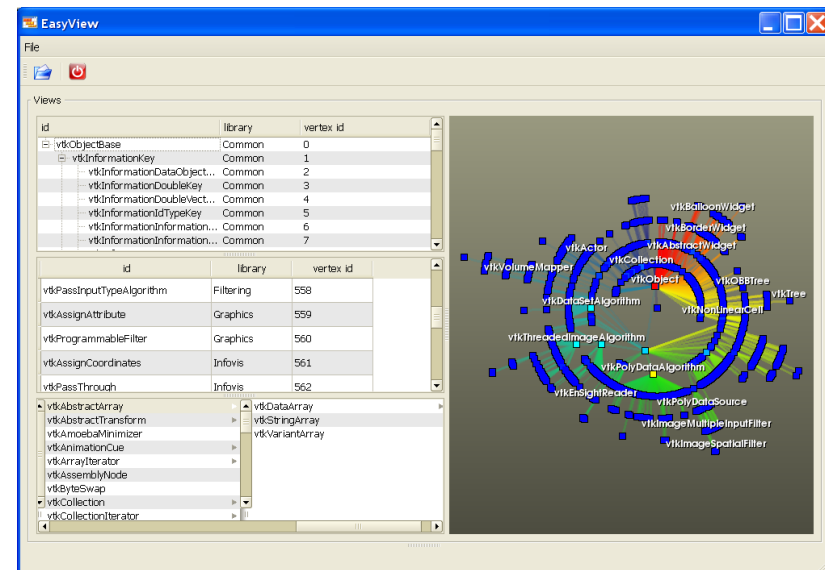 EasyView
File
Views
id library vertex id
vtkObjectBase Common 0
vtkInformationKey Common 1
vtkInformationDataObject... Common 2
vtkInformationDoubleKey Common 3
vtkInformationDoubleVect... Common 4
vtkInformationIdTypeKey Common 5
vtkInformationInformation... Common 6
vtkInformationInformation... Common 7
id library vertex id
vtkPassInputTypeAlgorithm Filtering 558
vtkAssignAttribute Graphics 559
vtkProgrammableFilter Graphics 560
vtkAssignCoordinates Infovis 561
vtkPassThrough Infovis 562
vtkAbstractArray vtkDataArray
vtkAbstractTransform vtkStringArray
vtkAmoebaMinimizer vtkVariantArray
vtkAnimationCue
vtkArrayIterator
vtkAssemblyNode
vtkByteSwap
vtkCollection
vtkCollectionIterator
vtkBalloonWidget
vtkBorderWidget
vtkActor vtkAbstractWidget
vtkCollection
vtkVolumeMapper
vtkObject vtkOBBTree
vtkTree
vtkDataSetAlgorithm
vtkNonLinearCell
vtkThreadedImageAlgorithm
vtkPolyDataAlgorithm
vtkEnSightReader
vtkPolyDataSource
vtkImageMultipleInputFilter
vtkImageSpatialFilter